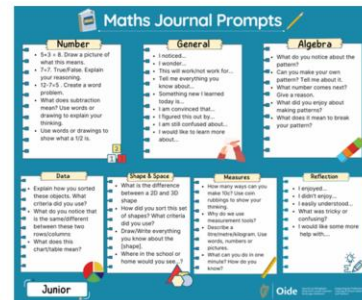 Maths Journal Prompts
Number
• 5+3 = 8. Draw a picture of
what this means.
• 7=7. True/False. Explain
your reasoning.
• 12-7=5 . Create a word
problem.
• What does subtraction
mean? Use words or
drawing to explain your
thinking.
• Use words or drawings to
show what a 1/2 is.
General
• I noticed...
• I wonder...
• This will work/not work for...
• Tell me everything you
know about...
• Something new I learned
today is...
• I am convinced that...
• I figured this out by...
• I am still confused about...
• I would like to learn more
about...
Algebra
• What do you notice about the
pattern?
• Can you make your own
pattern? Tell me about it.
• What number comes next?
Give a reason.
• What did you enjoy about
making patterns?
• What does it mean to break
your pattern?
Data
• Explain how you sorted
these objects. What
criteria did you use?
• What do you notice that
is the same/different
between these two
rows/columns
• What does this
chart/table mean?
Shape & Space
• What is the difference
between a 2D and 3D
shape
• How did you sort this set
of shapes? What criteria
did you use?
• Draw/Write everything
you know about the
[shape].
• Where in the school or
home would you see...?
Measures
• How many ways can you
make 10c? Use coin
rubbings to show your
thinking.
• Why do we use
measurement tools?
• Describe a
litre/metre/kilogram. Use
words, numbers or
pictures.
• What can you do in one
minute? How do you
know?
Reflection
• I enjoyed...
• I didn't enjoy...
• I easily understood...
• What was tricky or
confusing?
• I would like some more
help with....
Junior
Oide